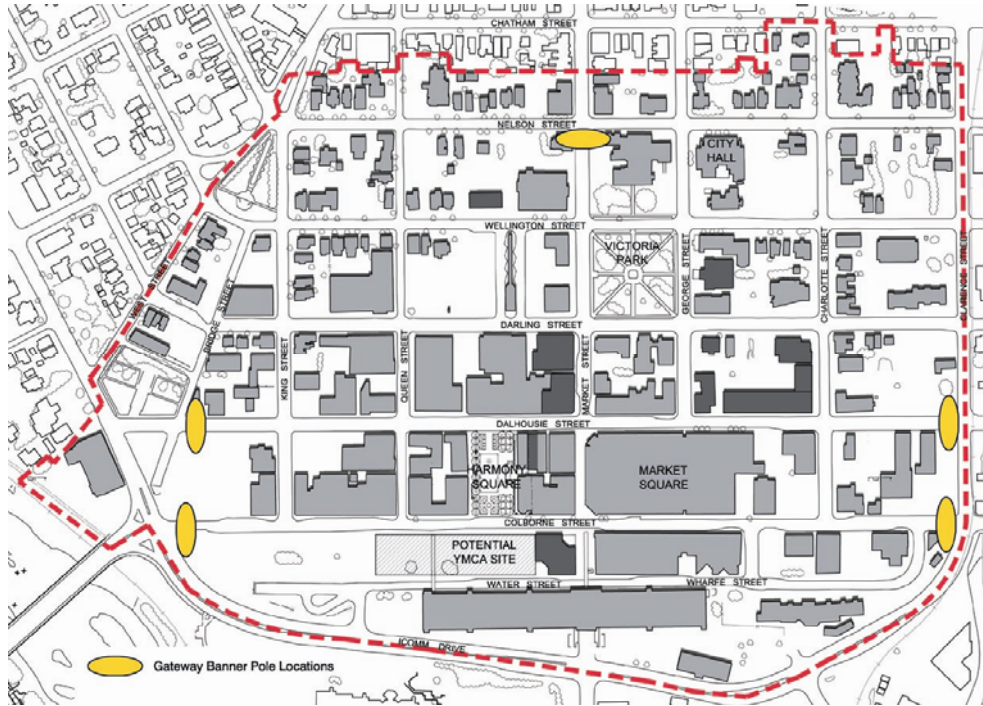 CHATHAM STREET
NELSON STREET
CITY
HALL
WELLINGTON STREET
VICTORIA
PARK
WEST STREET
BRIDGE STREET
GEORGE STREET
CHARLOTTE STREET
CLARENCE STREET
DARLING STREET
KING STREET
QUEEN STREET
MARKET STREET
DALHOUSIE STREET
HARMONY
SQUARE
MARKET
SQUARE
COLBORNE STREET
POTENTIAL
YMCA SITE
WATER STREET
WHARFE STREET
ICOMM DRIVE
Gateway Banner Pole Locations